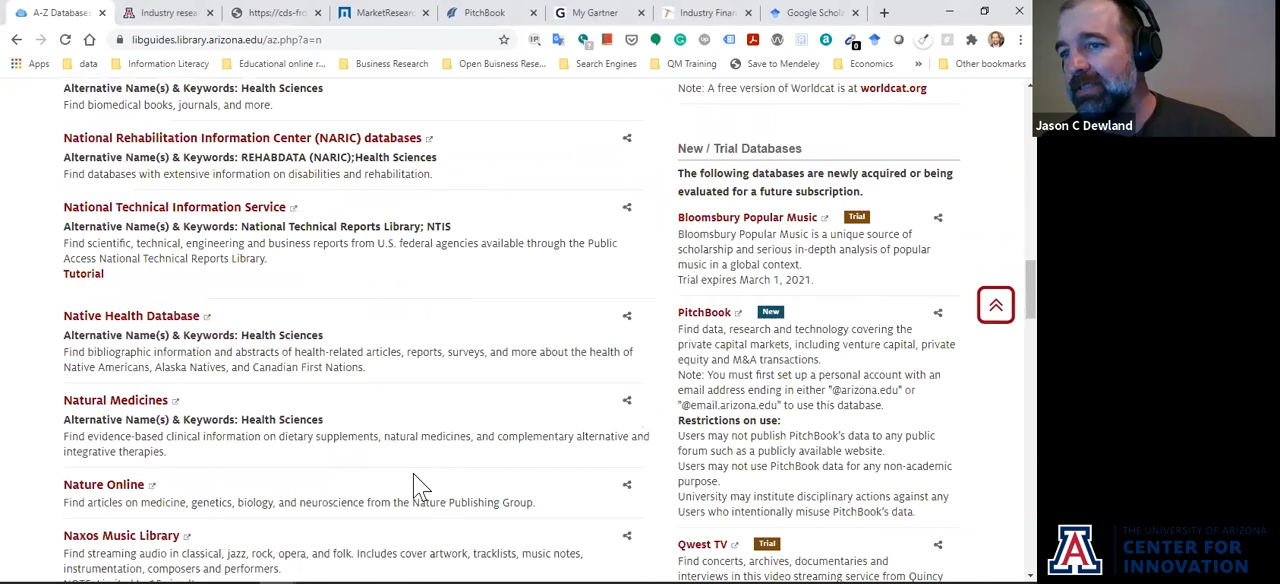 A-Z Databases
Industry resea
https://cds-frc
MarketResearc
PitchBook
My Gartner
Industry Finan
Google Schola
libguides.library.arizona.edu/az.php?a=n
Apps
data
Information Literacy
Educational online r...
Business Research
Open Buisness Rese...
Search Engines
QM Training
Save to Mendeley
Economics
»
Other bookmarks
Alternative Name(s) & Keywords: Health Sciences
Find biomedical books, journals, and more.
National Rehabilitation Information Center (NARIC) databases
Alternative Name(s) & Keywords: REHABDATA (NARIC);Health Sciences
Find databases with extensive information on disabilities and rehabilitation.
National Technical Information Service
Alternative Name(s) & Keywords: National Technical Reports Library; NTIS
Find scientific, technical, engineering and business reports from U.S. federal agencies available through the Public
Access National Technical Reports Library.
Tutorial
Native Health Database
Alternative Name(s) & Keywords: Health Sciences
Find bibliographic information and abstracts of health-related articles, reports, surveys, and more about the health of
Native Americans, Alaska Natives, and Canadian First Nations.
Natural Medicines
Alternative Name(s) & Keywords: Health Sciences
Find evidence-based clinical information on dietary supplements, natural medicines, and complementary alternative and
integrative therapies.
Nature Online
Find articles on medicine, genetics, biology, and neuroscience from the Nature Publishing Group.
Naxos Music Library
Find streaming audio in classical, jazz, rock, opera, and folk. Includes cover artwork, tracklists, music notes,
instrumentation, composers and performers.
Note: A free version of Worldcat is at worldcat.org
New / Trial Databases
The following databases are newly acquired or being
evaluated for a future subscription.
Bloomsbury Popular Music Trial
Bloomsbury Popular Music is a unique source of
scholarship and serious in-depth analysis of popular
music in a global context.
Trial expires March 1, 2021.
PitchBook New
Find data, research and technology covering the
private capital markets, including venture capital, private
equity and M&A transactions.
Note: You must first set up a personal account with an
email address ending in either "@arizona.edu" or
"@email.arizona.edu" to use this database.
Restrictions on use:
Users may not publish PitchBook's data to any public
forum such as a publicly available website.
Users may not use PitchBook data for any non-academic
purpose.
University may institute disciplinary actions against any
Users who intentionally misuse PitchBook's data.
Qwest TV Trial
Find concerts, archives, documentaries and
interviews in this video streaming service from Quincy
Jason C Dewland
THE UNIVERSITY OF ARIZONA
CENTER FOR
INNOVATION